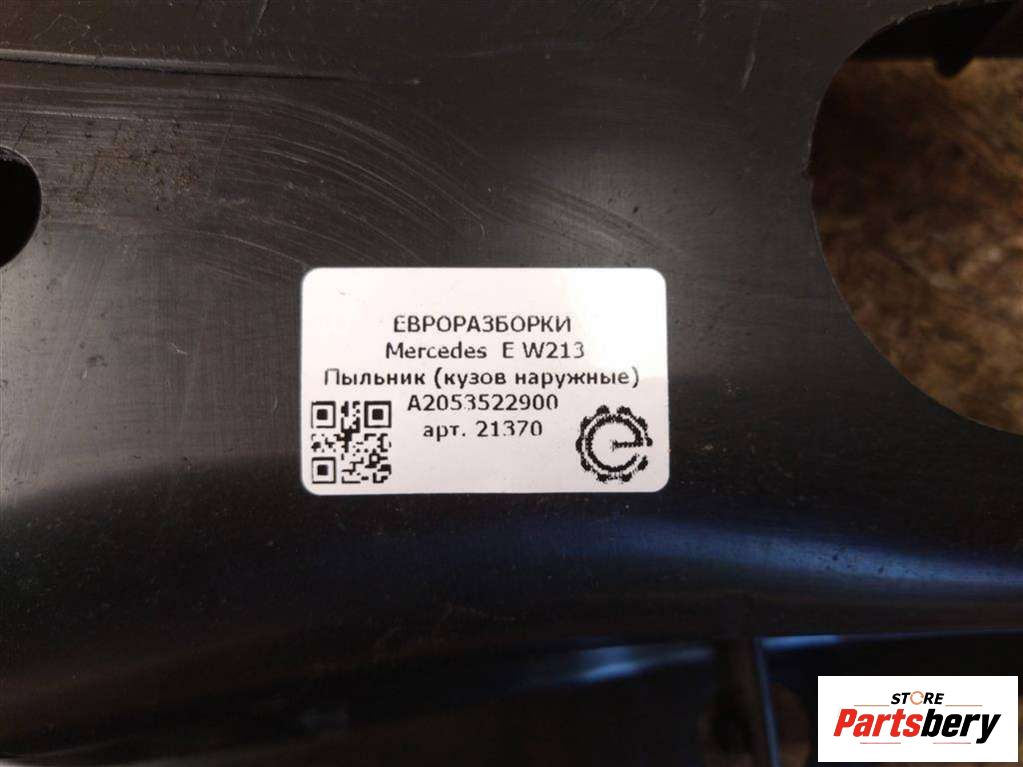 ЕВРОРАЗБОРКИ
Mercedes E W213
Пыльник (кузов наружные)
A2053522900
арт. 21370
STORE
Partsbery